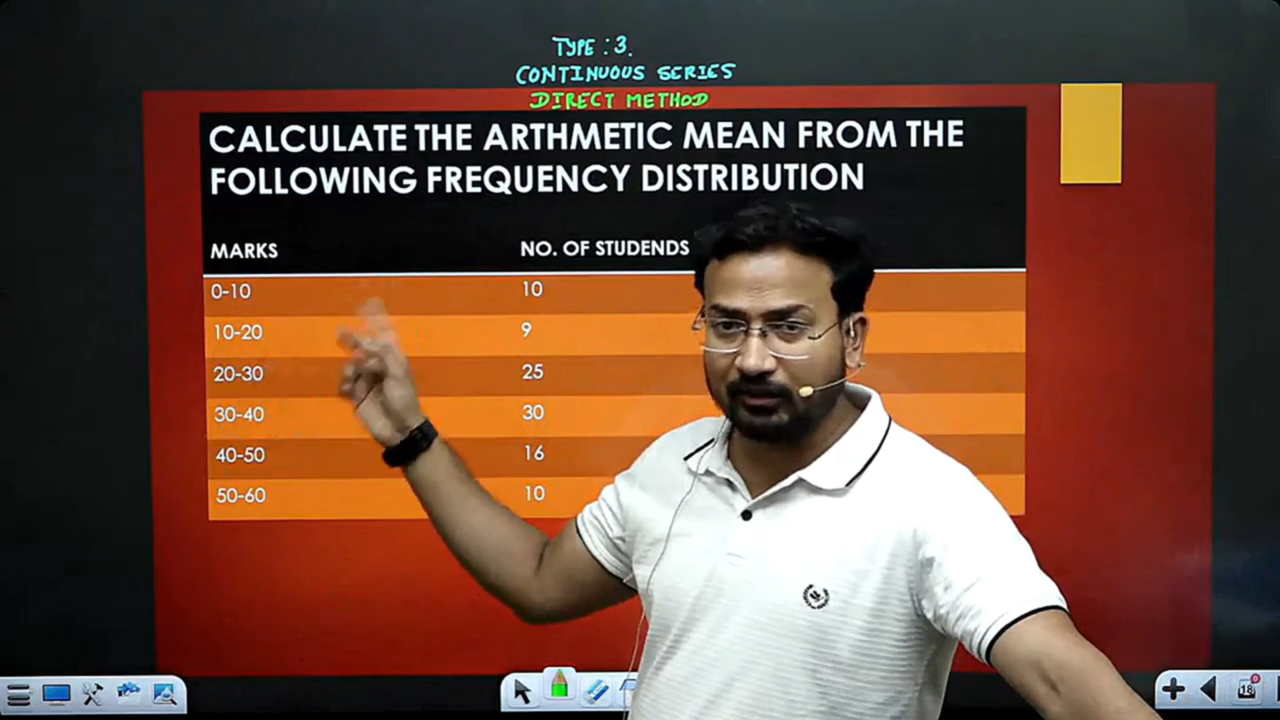 TYPE : 3.
CONTINUOUS SERIES
DIRECT METHOD
CALCULATE THE ARTHMETIC MEAN FROM THE
FOLLOWING FREQUENCY DISTRIBUTION
MARKS NO. OF STUDENDS
0-10 10
10-20 9
20-30 25
30-40 30
40-50 16
50-60 10
18